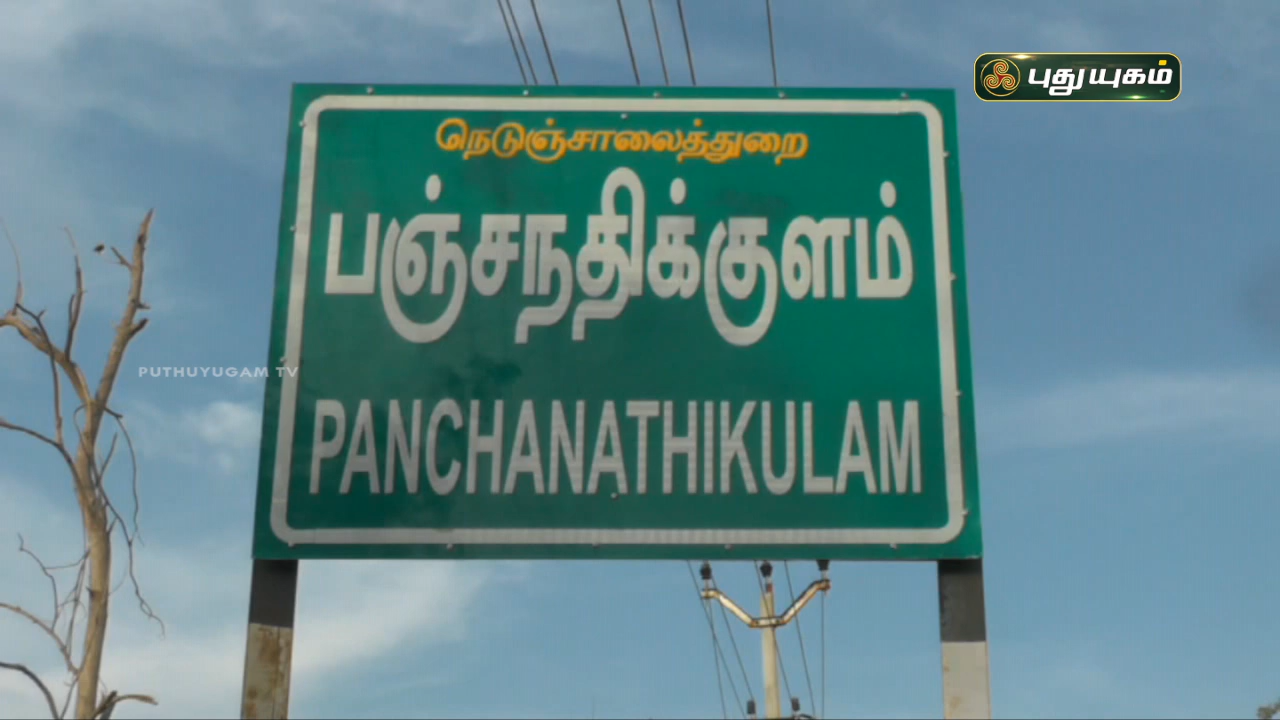 புதுயுகம்
நெடுஞ்சாலைத்துறை
பஞ்சநதிக்குளம்
PUTHUYUGAM TV
PANCHANATHIKULAM